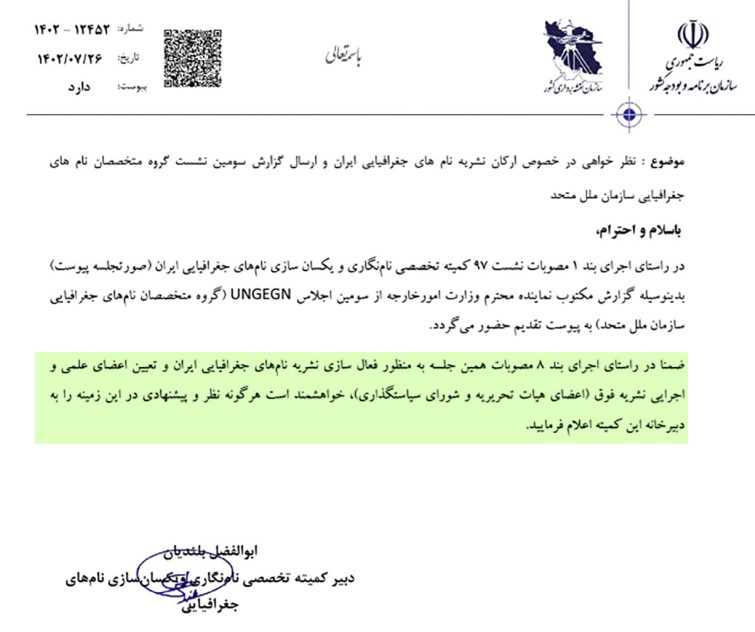 ریاست جمهوری
سازمان برنامه و بودجه کشور
سازمان نقشه برداری کشور
باسمه‌تعالی
شماره: ۱۲۴۵۲ – ۱۴۰۲
تاریخ: ۱۴۰۲/۰۷/۲۶
پیوست: دارد
موضوع : نظر خواهی در خصوص ارکان نشریه نام های جغرافیایی ایران و ارسال گزارش سومین نشست گروه متخصصان نام های
جغرافیایی سازمان ملل متحد
باسلام و احترام،
در راستای اجرای بند ۱ مصوبات نشست ۹۷ کمیته تخصصی نام‌نگاری و یکسان سازی نام‌های جغرافیایی ایران (صورتجلسه پیوست)
بدینوسیله گزارش مکتوب نماینده محترم وزارت امورخارجه از سومین اجلاس UNGEGN (گروه متخصصان نام‌های جغرافیایی
سازمان ملل متحد) به پیوست تقدیم حضور می‌گردد.
ضمنا در راستای اجرای بند ۸ مصوبات همین جلسه به منظور فعال سازی نشریه نام‌های جغرافیایی ایران و تعیین اعضای علمی و
اجرایی نشریه فوق (اعضای هیات تحریریه و شورای سیاستگذاری)، خواهشمند است هرگونه نظر و پیشنهادی در این زمینه را به
دبیرخانه این کمیته اعلام فرمایید.
ابوالفضل بلندیان
دبیر کمیته تخصصی نام‌نگاری و یکسان‌سازی نام‌های
جغرافیایی